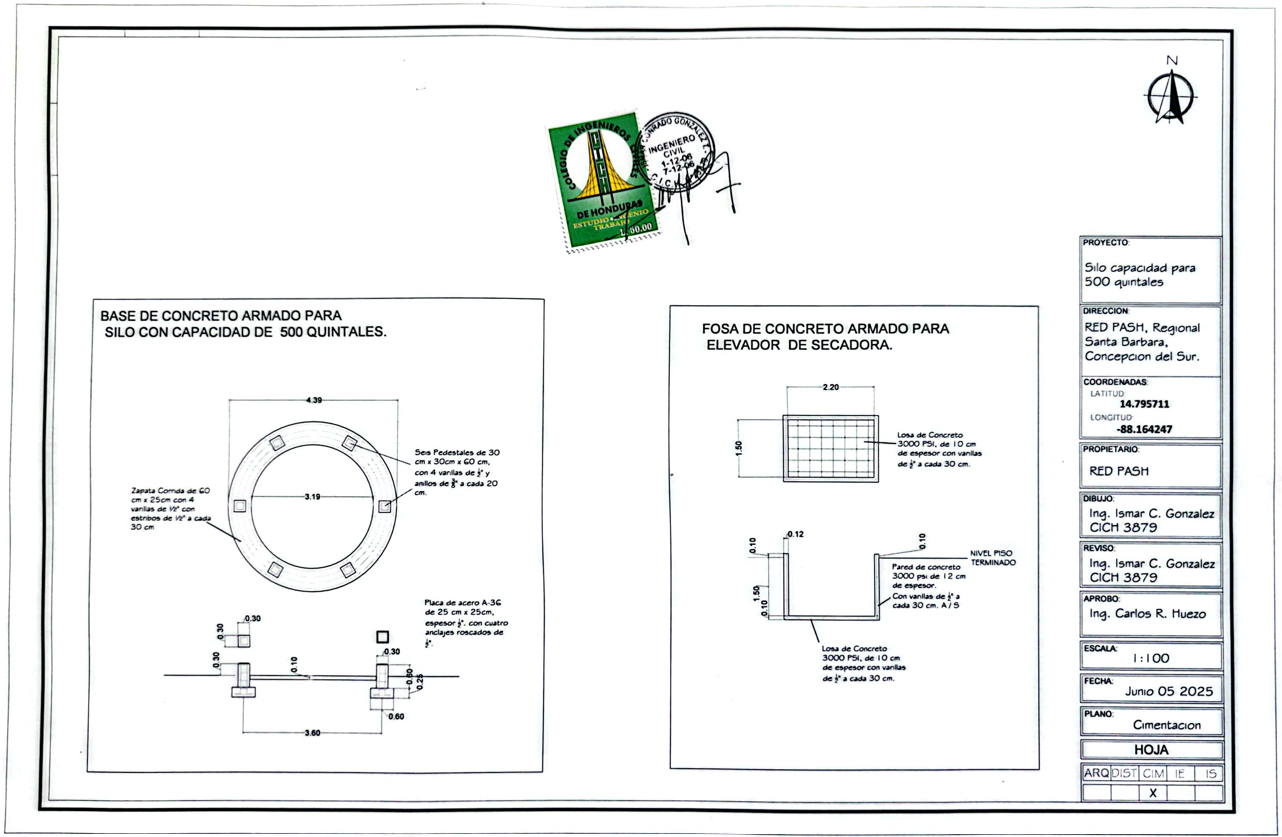 N
COLEGIO DE INGENIEROS CIVILES
CICH
DE HONDURAS
ESTUDIO INGENIO
TRABAJO
CONRADO GONZALEZ
INGENIERO
CIVIL
1-12-06
7-12-06
CICH
BASE DE CONCRETO ARMADO PARA
SILO CON CAPACIDAD DE 500 QUINTALES.
4.39
3.19
Seis Pedestales de 30
cm x 30cm x 60 cm,
con 4 varillas de ½" y
anillos de ⅜" a cada 20
cm.
Zapata Corrida de 60
cm x 25cm con 4
varillas de ½" con
estribos de ½" a cada
30 cm
Placa de acero A-36
de 25 cm x 25cm,
espesor ½". con cuatro
anclajes roscados de
½".
0.30
0.30
0.30
0.10
0.30
0.60
0.25
0.60
3.60
FOSA DE CONCRETO ARMADO PARA
ELEVADOR DE SECADORA.
2.20
1.50
Losa de Concreto
3000 PSI, de 10 cm
de espesor con varillas
de ½" a cada 30 cm.
0.12
0.10
0.10
1.50
0.10
NIVEL PISO
TERMINADO
Pared de concreto
3000 psi de 12 cm
de espesor.
Con varillas de ½" a
cada 30 cm. A / S
Losa de Concreto
3000 PSI, de 10 cm
de espesor con varillas
de ½" a cada 30 cm.
PROYECTO:
Silo capacidad para
500 quintales
DIRECCION:
RED PASH, Regional
Santa Barbara,
Concepcion del Sur.
COORDENADAS:
LATITUD:
14.795711
LONGITUD:
-88.164247
PROPIETARIO:
RED PASH
DIBUJO:
Ing. Ismar C. Gonzalez
CICH 3879
REVISO:
Ing. Ismar C. Gonzalez
CICH 3879
APROBO:
Ing. Carlos R. Huezo
ESCALA:
1:100
FECHA:
Junio 05 2025
PLANO:
Cimentacion
HOJA
ARQ DIST CIM IE IS
X